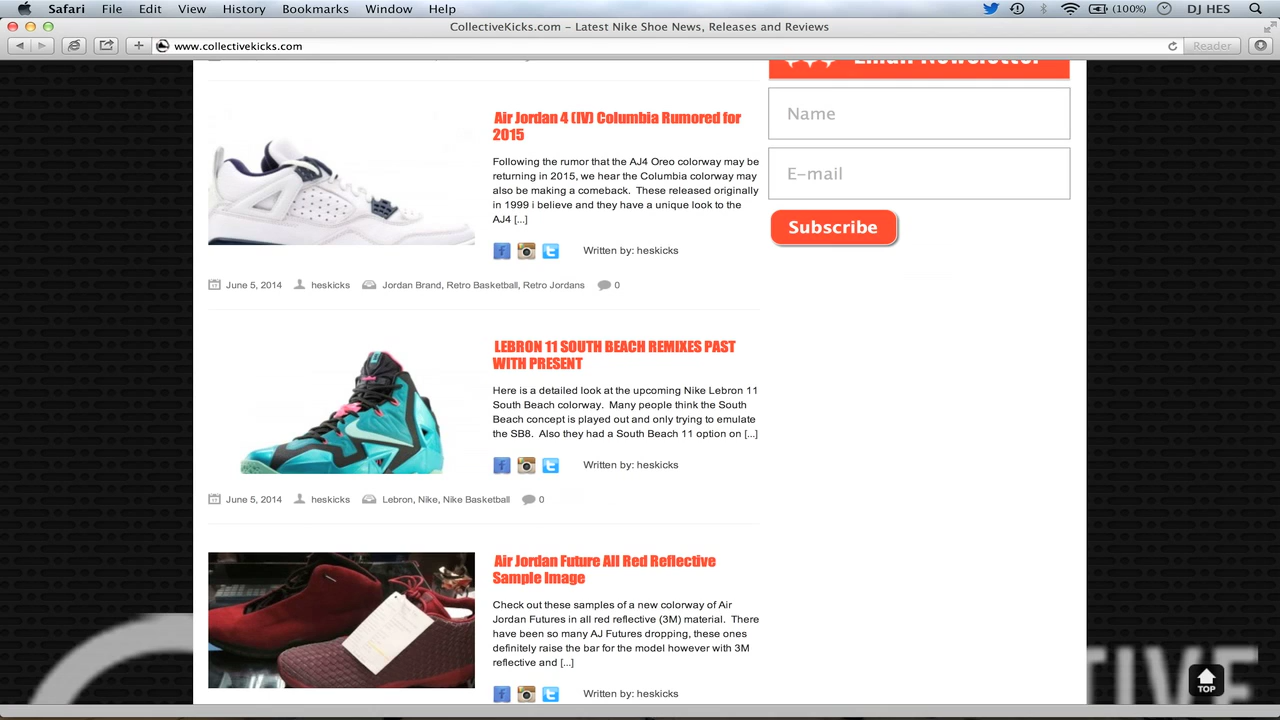 Safari File Edit View History Bookmarks Window Help (100%) DJ HES
CollectiveKicks.com – Latest Nike Shoe News, Releases and Reviews
www.collectivekicks.com Reader
Email Newsletter
Name
E-mail
Subscribe
Air Jordan 4 (IV) Columbia Rumored for
2015
Following the rumor that the AJ4 Oreo colorway may be
returning in 2015, we hear the Columbia colorway may
also be making a comeback. These released originally
in 1999 i believe and they have a unique look to the
AJ4 [...]
Written by: heskicks
June 5, 2014 heskicks Jordan Brand, Retro Basketball, Retro Jordans 0
LEBRON 11 SOUTH BEACH REMIXES PAST
WITH PRESENT
Here is a detailed look at the upcoming Nike Lebron 11
South Beach colorway. Many people think the South
Beach concept is played out and only trying to emulate
the SB8. Also they had a South Beach 11 option on [...]
Written by: heskicks
June 5, 2014 heskicks Lebron, Nike, Nike Basketball 0
Air Jordan Future All Red Reflective
Sample Image
Check out these samples of a new colorway of Air
Jordan Futures in all red reflective (3M) material. There
have been so many AJ Futures dropping, these ones
definitely raise the bar for the model however with 3M
reflective and [...]
Written by: heskicks
TIVE
TOP